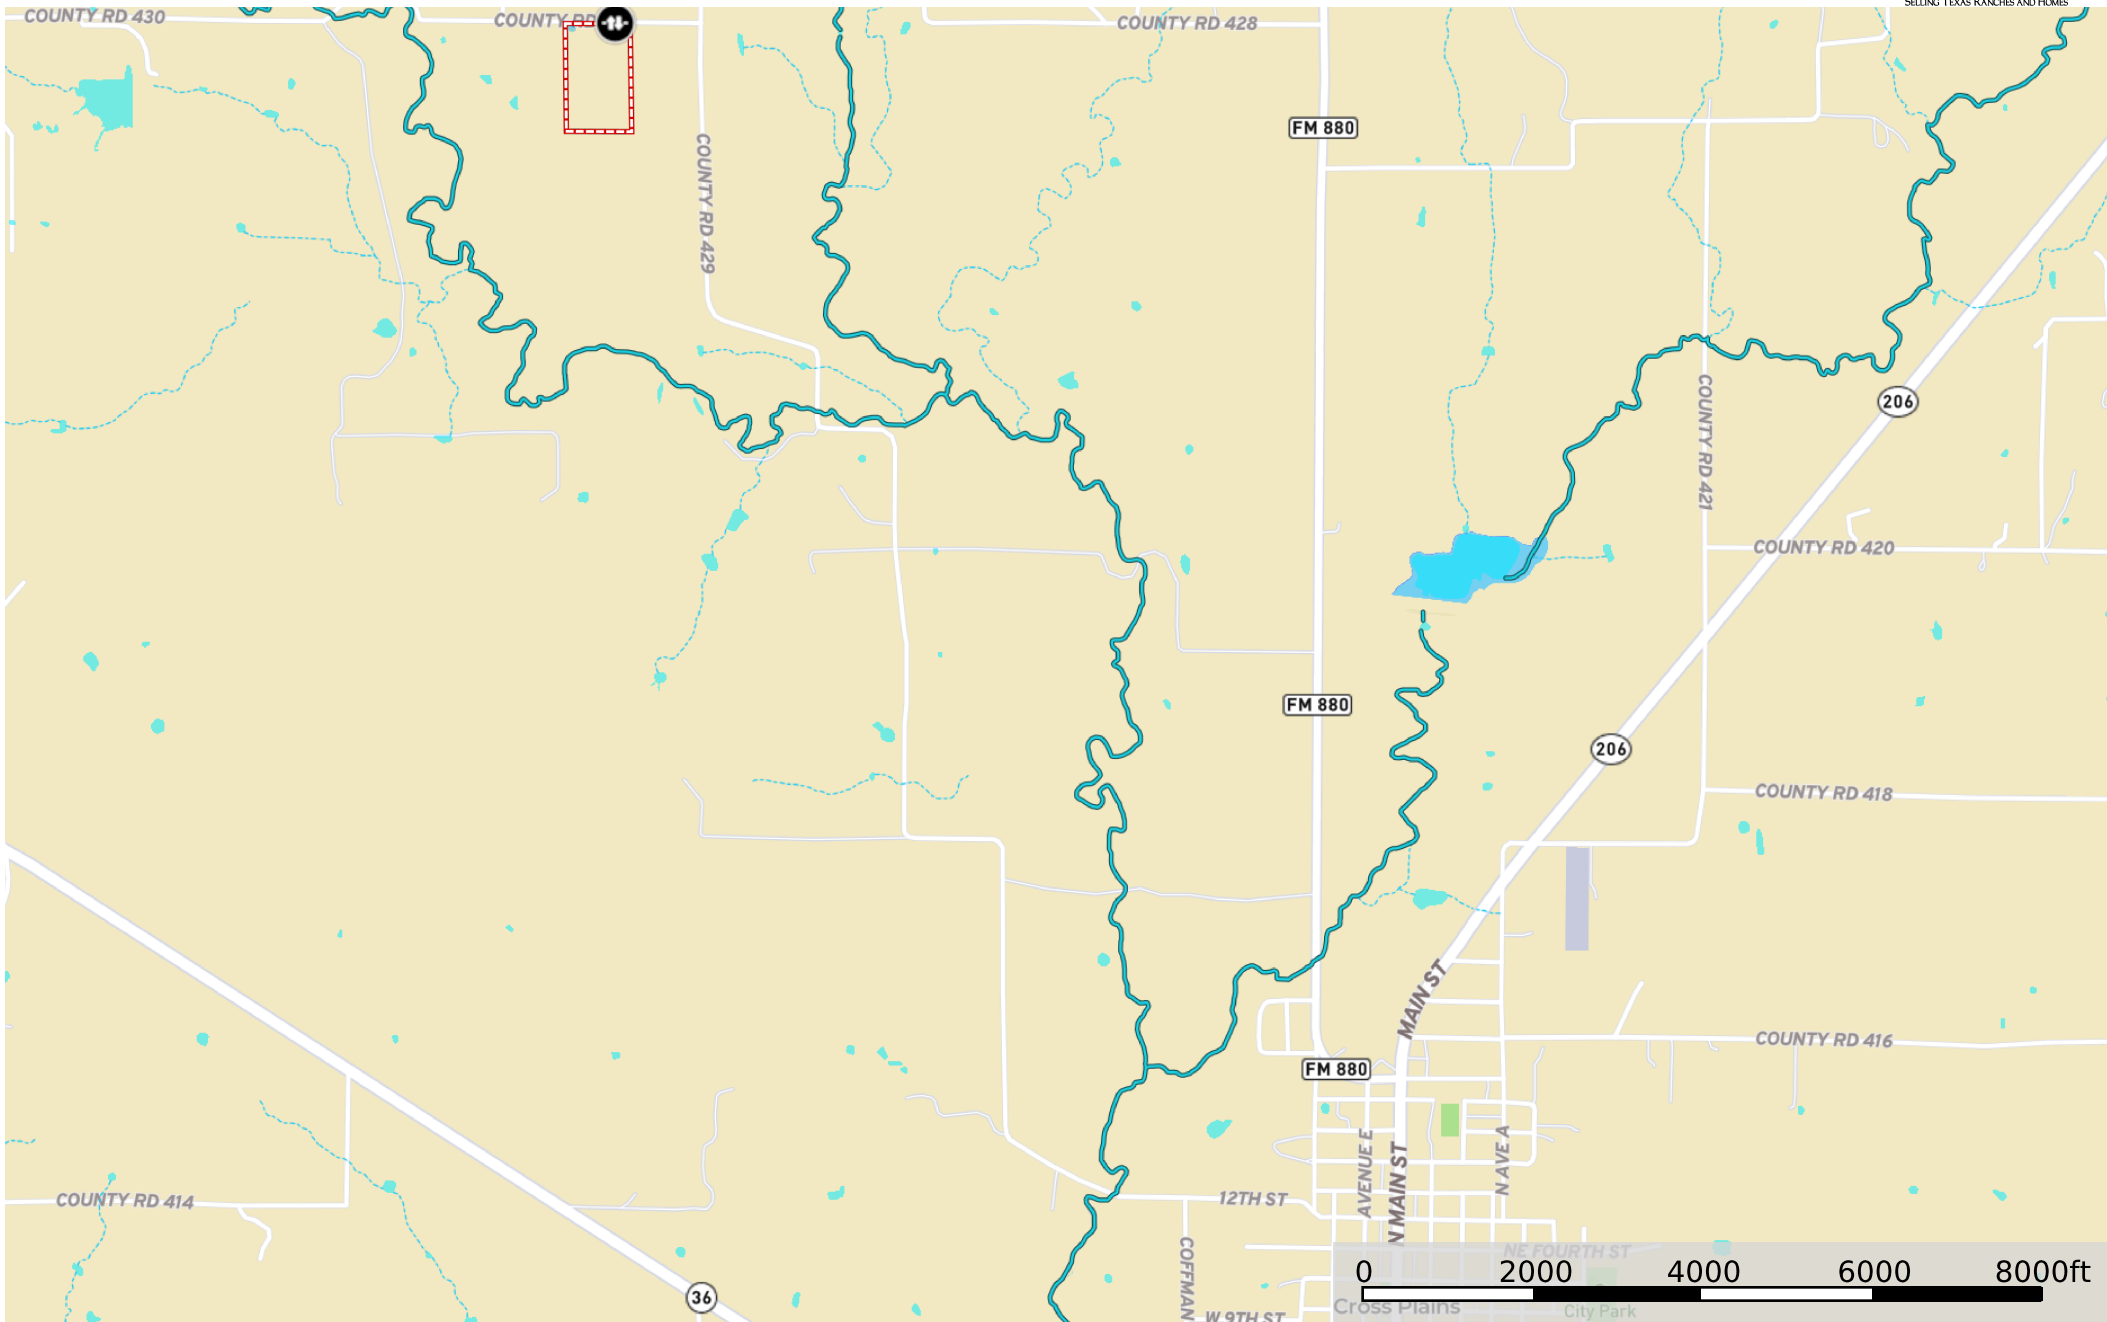 SELLING TEXAS RANCHES AND HOMES
COUNTY RD 430
COUNTY RD
COUNTY RD 428
FM 880
COUNTY RD 429
206
COUNTY RD 421
COUNTY RD 420
FM 880
206
COUNTY RD 418
MAIN ST
COUNTY RD 416
FM 880
AVENUE E
N MAIN ST
N AVE A
COUNTY RD 414
12TH ST
COFFMAN
NE FOURTH ST
0 2000 4000 6000 8000ft
36
Cross Plains
City Park
W 9TH ST